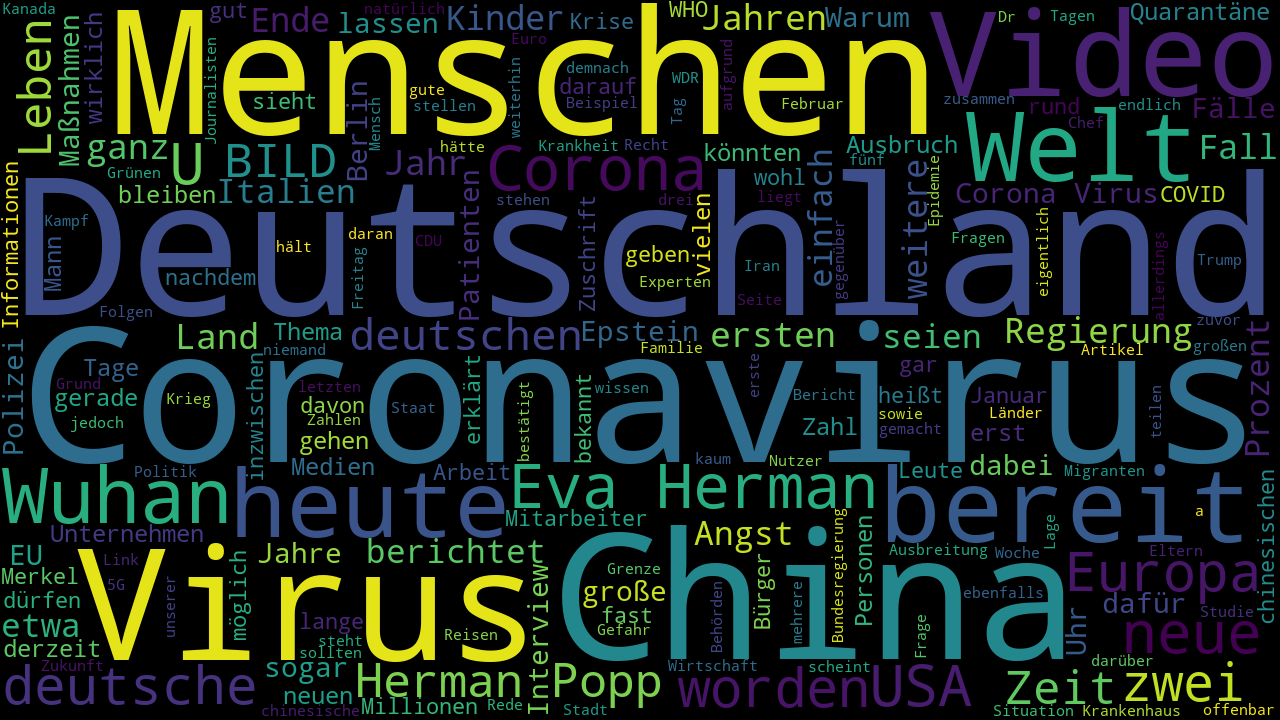 Kanada
natürlich
gut
Ende
lassen
Kinder
Krise
WHO
Jahren
Warum
Dr
Tagen
Quarantäne
Leben
Maßnahmen
wirklich
Menschen
Video
Euro
Journalisten
sieht
gute
stellen
weiterhin
demnach
darauf
Beispiel
WDR
Tag
aufgrund
Februar
zusammen
rund
endlich
Chef
Fälle
ganz
Grünen
U
BILD
Berlin
Mensch
hätte
Jahr
Corona
Krankheit
Recht
könnten
Ausbruch
fünf
Welt
Fall
Informationen
bleiben
Italien
Patienten
stehen
drei
wohl
liegt
einfach
weitere
Epidemie
Corona Virus
COVID
Deutschland
Kampf
Mann
hält
daran
CDU
Freitag
zuschrift
geben
vielen
Experten
Iran
Seite
gegenüber
Fragen
eigentlich
allerdings
Trump
nachdem
Folgen
Land
Thema
deutschen
Epstein
Familie
ersten
seien
Regierung
Artikel
zuvor
großen
Polizei
Tage
niemand
Coronavirus
Grund
gerade
jedoch
Krieg
inzwischen
letzten
davon
Zahlen
gehen
Staat
erklärt
bestätigt
bekannt
wissen
erste
Bericht
Zahl
gar
heißt
sowie
gemacht
Januar
Länder
erst
teilen
Prozent
Politik
Medien
Arbeit
kaum
Nutzer
Leute
dabei
Migranten
Wuhan
heute
Eva Herman
bereit
chinesischen
Unternehmen
Mitarbeiter
Angst
Bundesregierung
Personen
Ausbreitung
Woche
Lage
a
EU
Link
Jahre
berichtet
Eltern
Merkel
5G
Virus
China
Europa
dürfen
unserer
möglich
Interview
Grenze
große
Behörden
Bürger
mehrere
ebenfalls
dafür
Studie
etwa
lange
fast
Gefahr
Frage
Uhr
neue
derzeit
steht
sollten
Reisen
Zukunft
sogar
Wirtschaft
scheint
darüber
deutsche
neuen
Herman Popp
worden
USA
Zeit
zwei
chinesische
Millionen
Rede
Stadt
Situation
Krankenhaus
offenbar